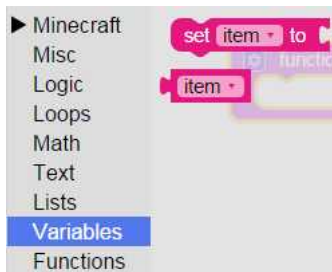 Minecraft
Misc
Logic
Loops
Math
Text
Lists
Variables
Functions
set item to
item